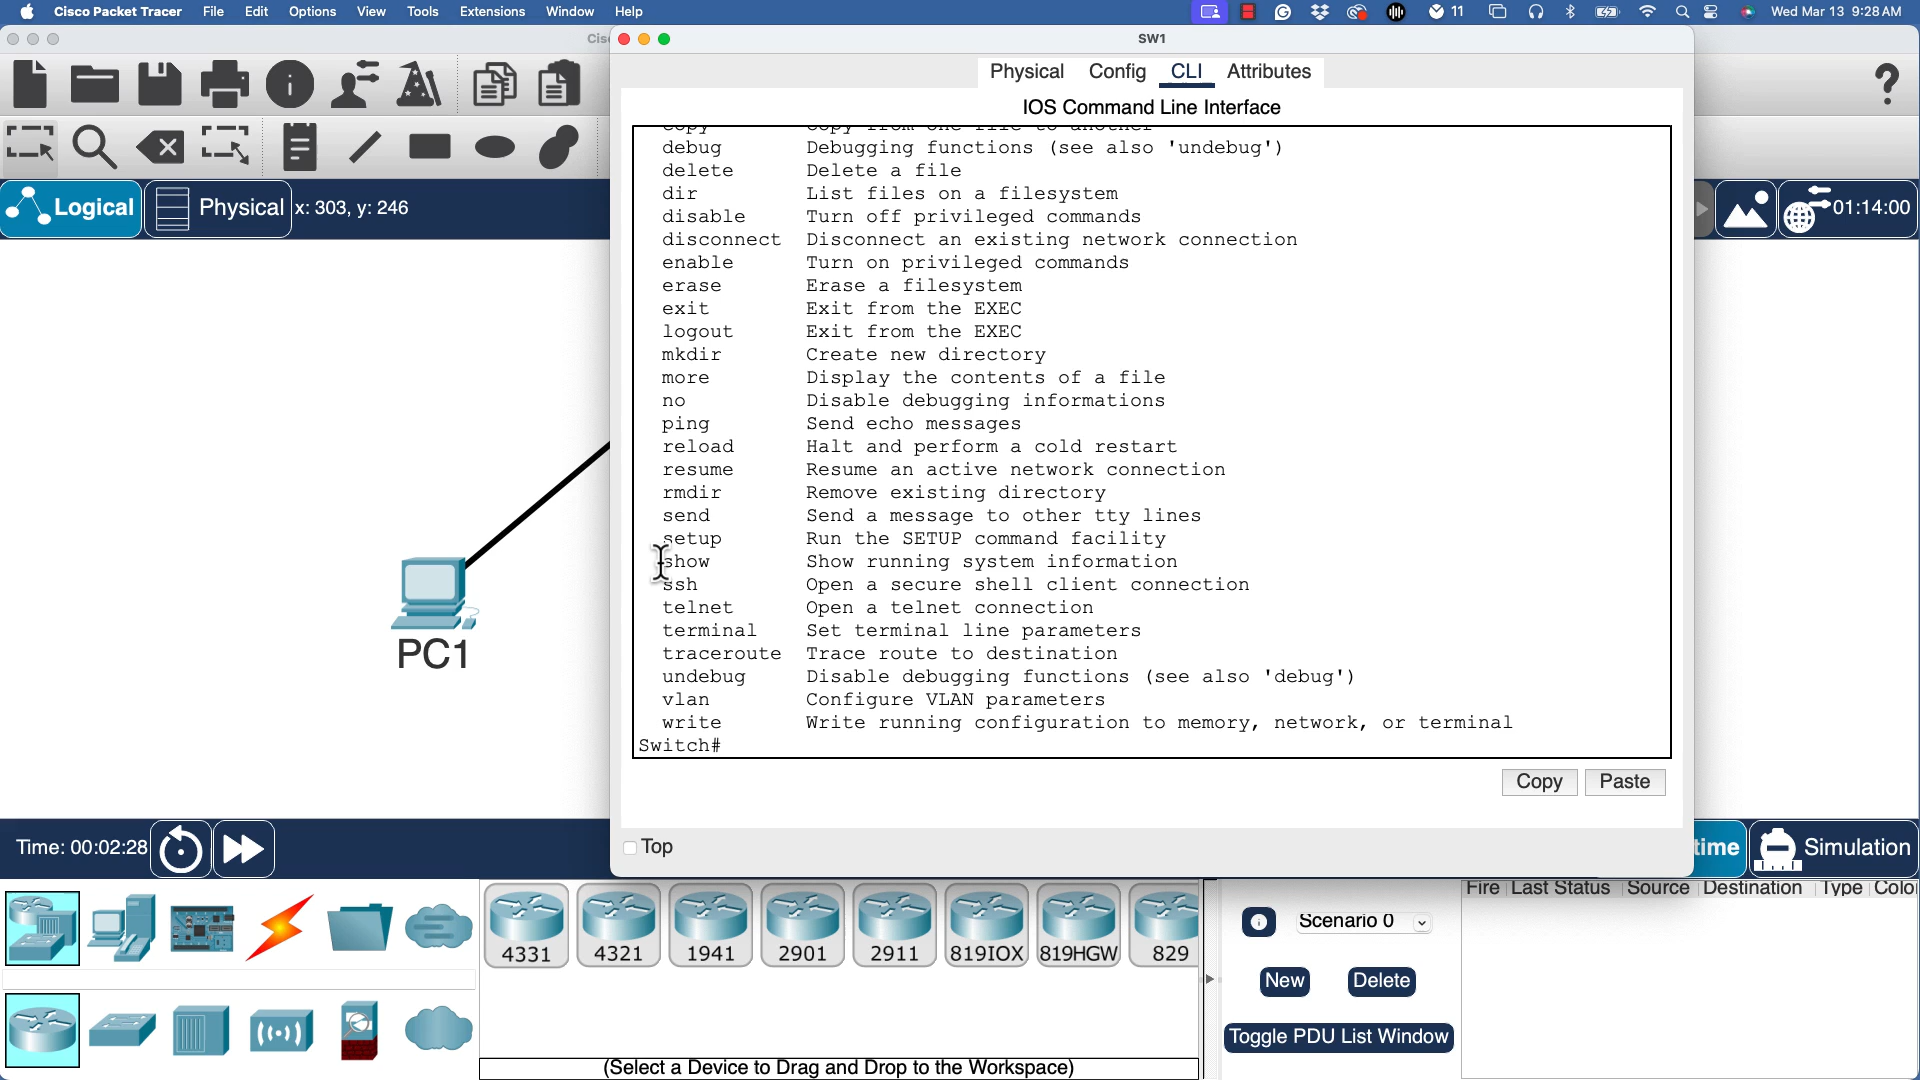 Cisco Packet Tracer File Edit Options View Tools Extensions Window Help 11 Wed Mar 13 9:28 AM
SW1
Physical Config CLI Attributes
IOS Command Line Interface
copy Copy from one file to another
debug Debugging functions (see also 'undebug')
delete Delete a file
dir List files on a filesystem
disable Turn off privileged commands
disconnect Disconnect an existing network connection
enable Turn on privileged commands
erase Erase a filesystem
exit Exit from the EXEC
logout Exit from the EXEC
mkdir Create new directory
more Display the contents of a file
no Disable debugging informations
ping Send echo messages
reload Halt and perform a cold restart
resume Resume an active network connection
rmdir Remove existing directory
send Send a message to other tty lines
setup Run the SETUP command facility
show Show running system information
ssh Open a secure shell client connection
telnet Open a telnet connection
terminal Set terminal line parameters
traceroute Trace route to destination
undebug Disable debugging functions (see also 'debug')
vlan Configure VLAN parameters
write Write running configuration to memory, network, or terminal
Switch#
Copy Paste
Top
Logical Physical x: 303, y: 246
01:14:00
PC1
Time: 00:02:28
time Simulation
4331 4321 1941 2901 2911 819IOX 819HGW 829
(Select a Device to Drag and Drop to the Workspace)
Scenario 0
New Delete
Toggle PDU List Window
Fire Last Status Source Destination Type Colo